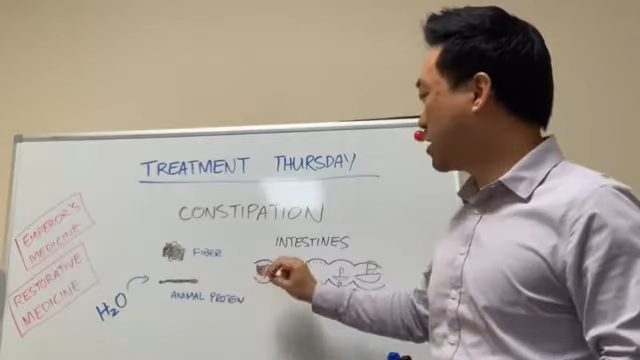 TREATMENT THURSDAY
CONSTIPATION
EMPEROR'S
MEDICINE
RESTORATIVE
MEDICINE
FIBER
INTESTINES
H2O
ANIMAL PROTEIN